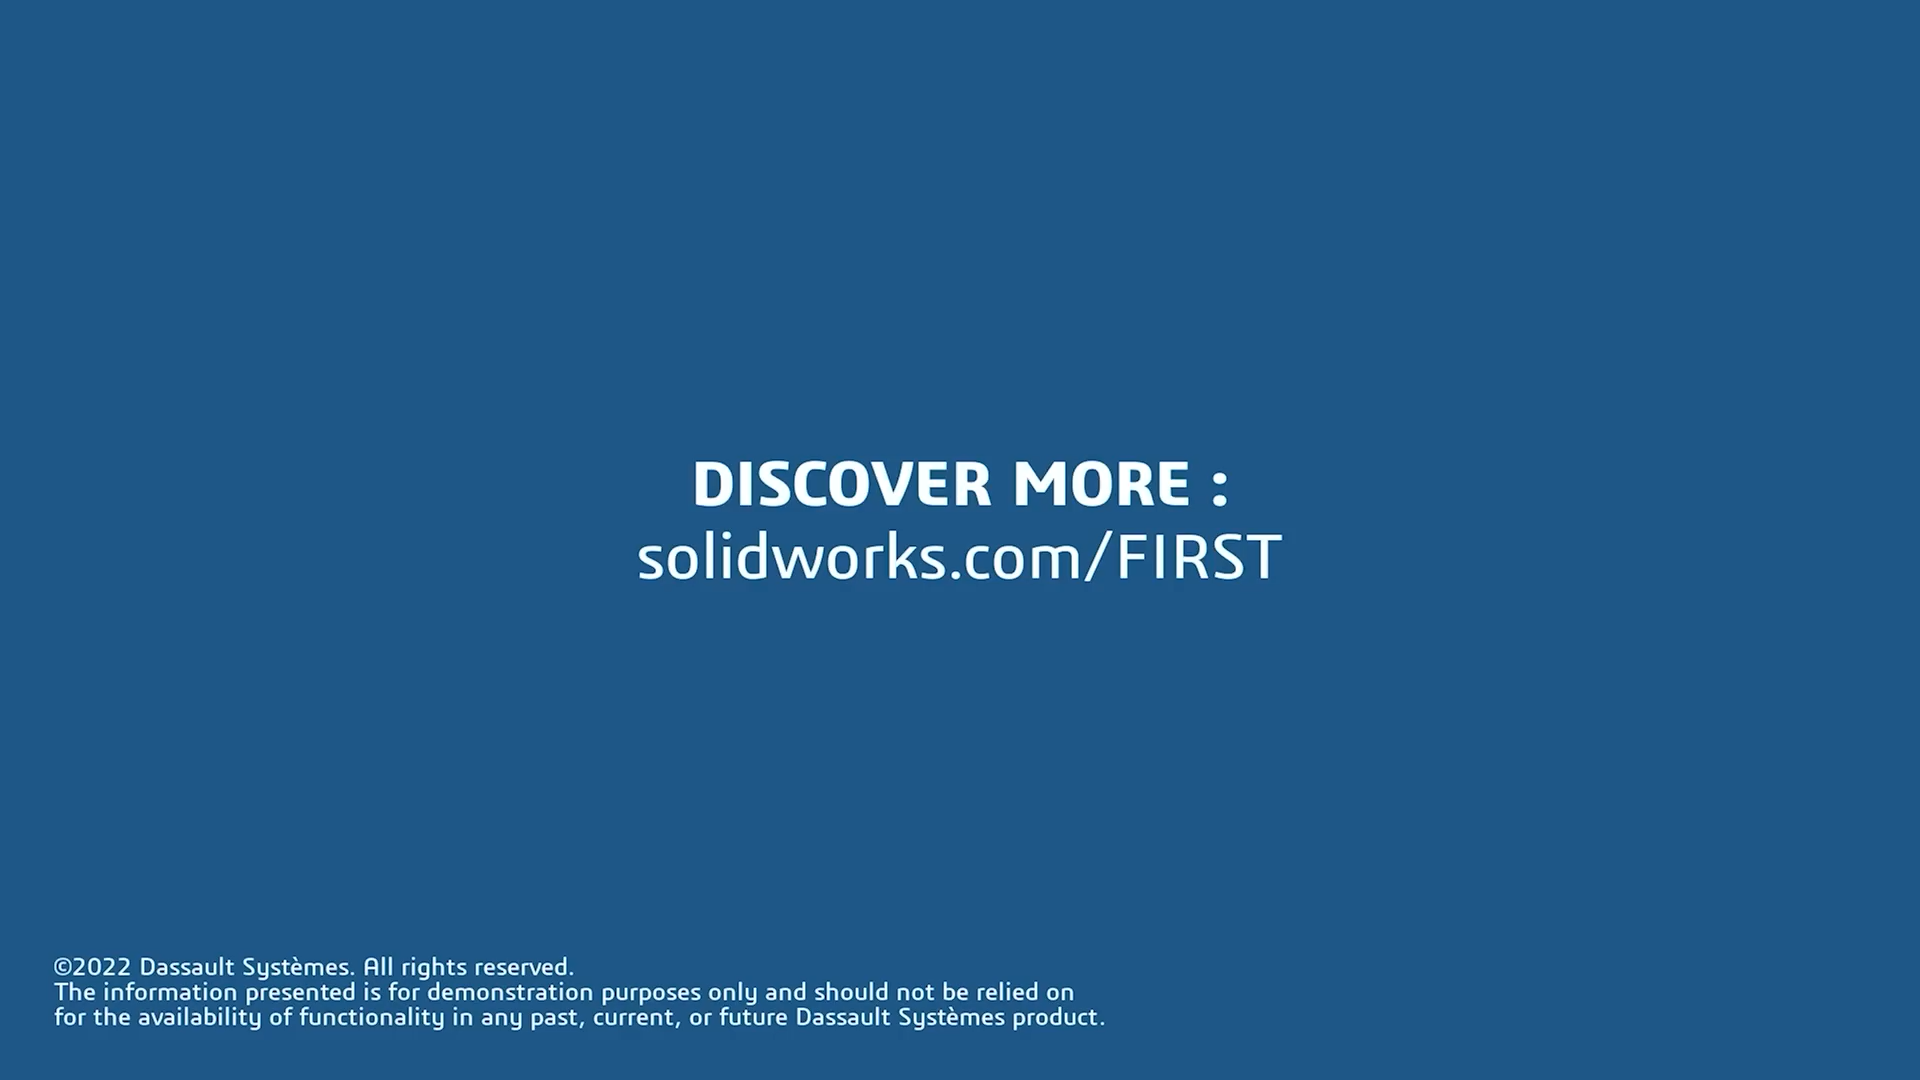 DISCOVER MORE :
solidworks.com/FIRST
©2022 Dassault Systèmes. All rights reserved.
The information presented is for demonstration purposes only and should not be relied on
for the availability of functionality in any past, current, or future Dassault Systèmes product.